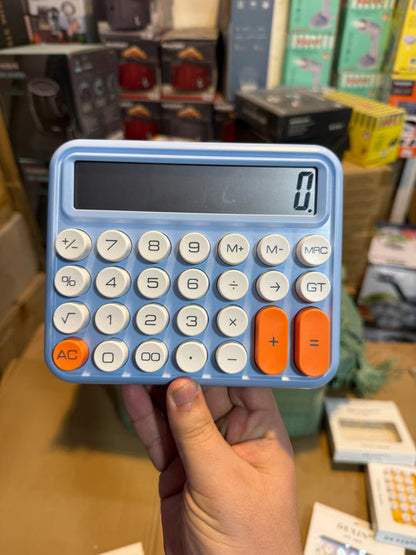 0.
+/− 7 8 9 M+ M− MRC
% 4 5 6 ÷ → GT
√ 1 2 3 × + =
AC 0 00 · −